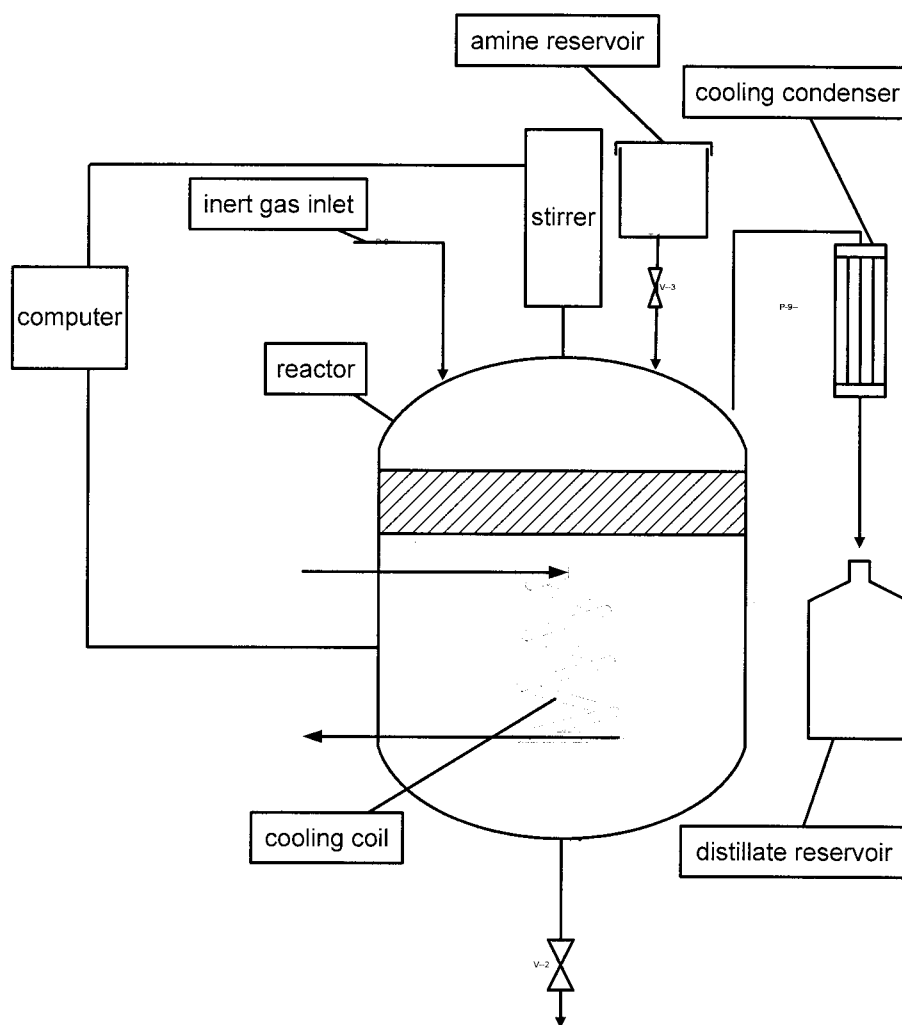 amine reservoir
cooling condenser
inert gas inlet
stirrer
V--3
computer
P-9--
reactor
cooling coil
distillate reservoir
V--2